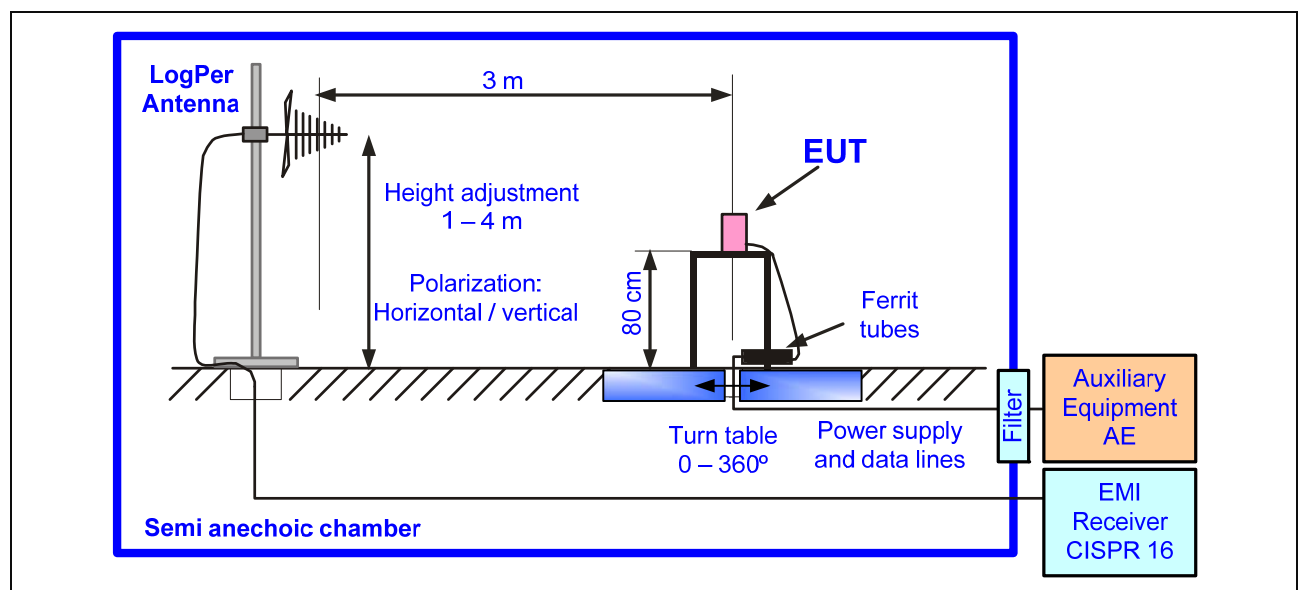 LogPer
Antenna
3 m
EUT
Height adjustment
1 – 4 m
Polarization:
Horizontal / vertical
80 cm
Ferrit
tubes
Turn table
0 – 360º
Power supply
and data lines
Filter
Auxiliary
Equipment
AE
EMI
Receiver
CISPR 16
Semi anechoic chamber